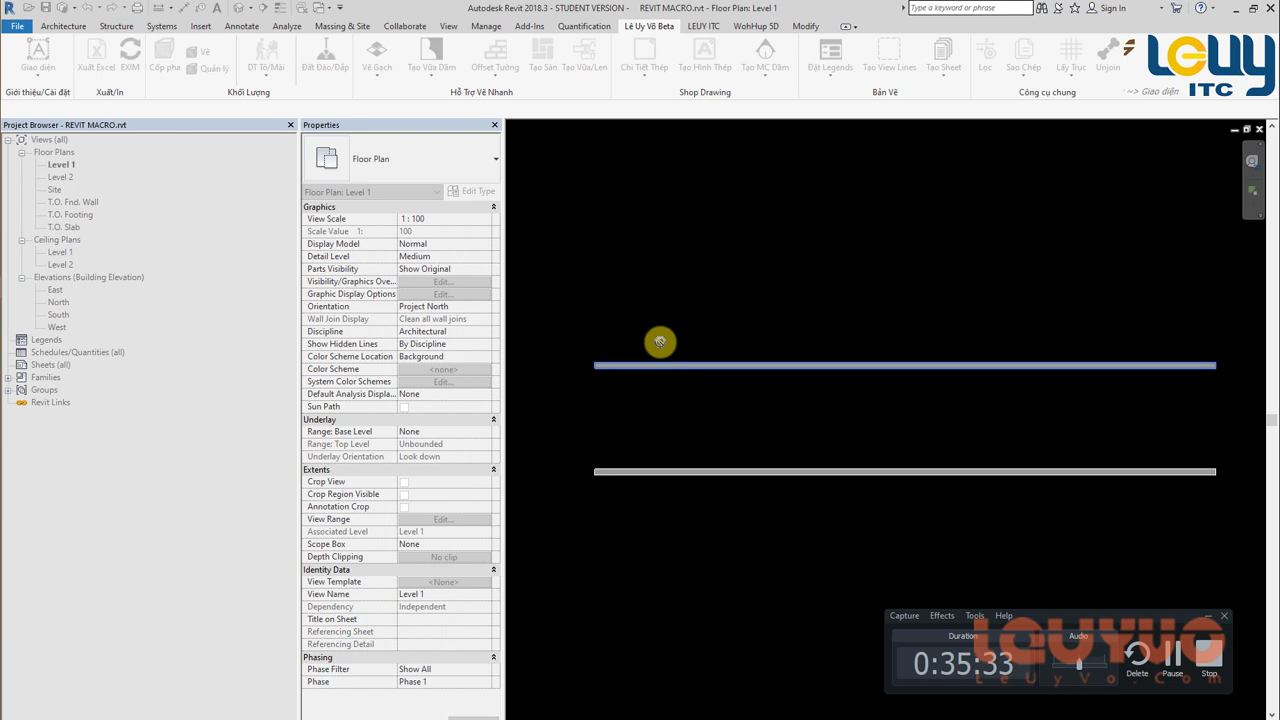 Autodesk Revit 2018.3 - STUDENT VERSION - REVIT MACRO.rvt - Floor Plan: Level 1
Type a keyword or phrase
Sign In
File Architecture Structure Systems Insert Annotate Analyze Massing & Site Collaborate View Manage Add-Ins Quantification Lê Uy Võ Beta LEUY ITC WohHup 5D Modify
Giao diện Xuất Excel EXIM Cốp pha Vẽ Quản lý DT Tô/Mài Đất Đào/Đắp Vẽ Gạch Tạo Vữa Dầm Offset Tường Tạo Sàn Tạo Vữa/Len Chi Tiết Thép Tạo Hình Thép Tạo MC Dầm Đặt Legends Tạo View Lines Tạo Sheet Lọc Sao Chép Lấy Trục Unjoin
Giới thiệu/Cài đặt Xuất/In Khối Lượng Hỗ Trợ Vẽ Nhanh Shop Drawing Bản Vẽ Công cụ chung ~> Giao diện
LEUY
ITC
Project Browser - REVIT MACRO.rvt
Views (all)
Floor Plans
Level 1
Level 2
Site
T.O. Fnd. Wall
T.O. Footing
T.O. Slab
Ceiling Plans
Level 1
Level 2
Elevations (Building Elevation)
East
North
South
West
Legends
Schedules/Quantities (all)
Sheets (all)
Families
Groups
Revit Links
Properties
Floor Plan
Floor Plan: Level 1 Edit Type
Graphics
View Scale 1 : 100
Scale Value 1: 100
Display Model Normal
Detail Level Medium
Parts Visibility Show Original
Visibility/Graphics Ove... Edit...
Graphic Display Options Edit...
Orientation Project North
Wall Join Display Clean all wall joins
Discipline Architectural
Show Hidden Lines By Discipline
Color Scheme Location Background
Color Scheme <none>
System Color Schemes Edit...
Default Analysis Displa... None
Sun Path
Underlay
Range: Base Level None
Range: Top Level Unbounded
Underlay Orientation Look down
Extents
Crop View
Crop Region Visible
Annotation Crop
View Range Edit...
Associated Level Level 1
Scope Box None
Depth Clipping No clip
Identity Data
View Template <None>
View Name Level 1
Dependency Independent
Title on Sheet
Referencing Sheet
Referencing Detail
Phasing
Phase Filter Show All
Phase Phase 1
Capture Effects Tools Help
Duration Audio
0:35:33
Delete Pause Stop
LeUyVo
LeUyVo.Com